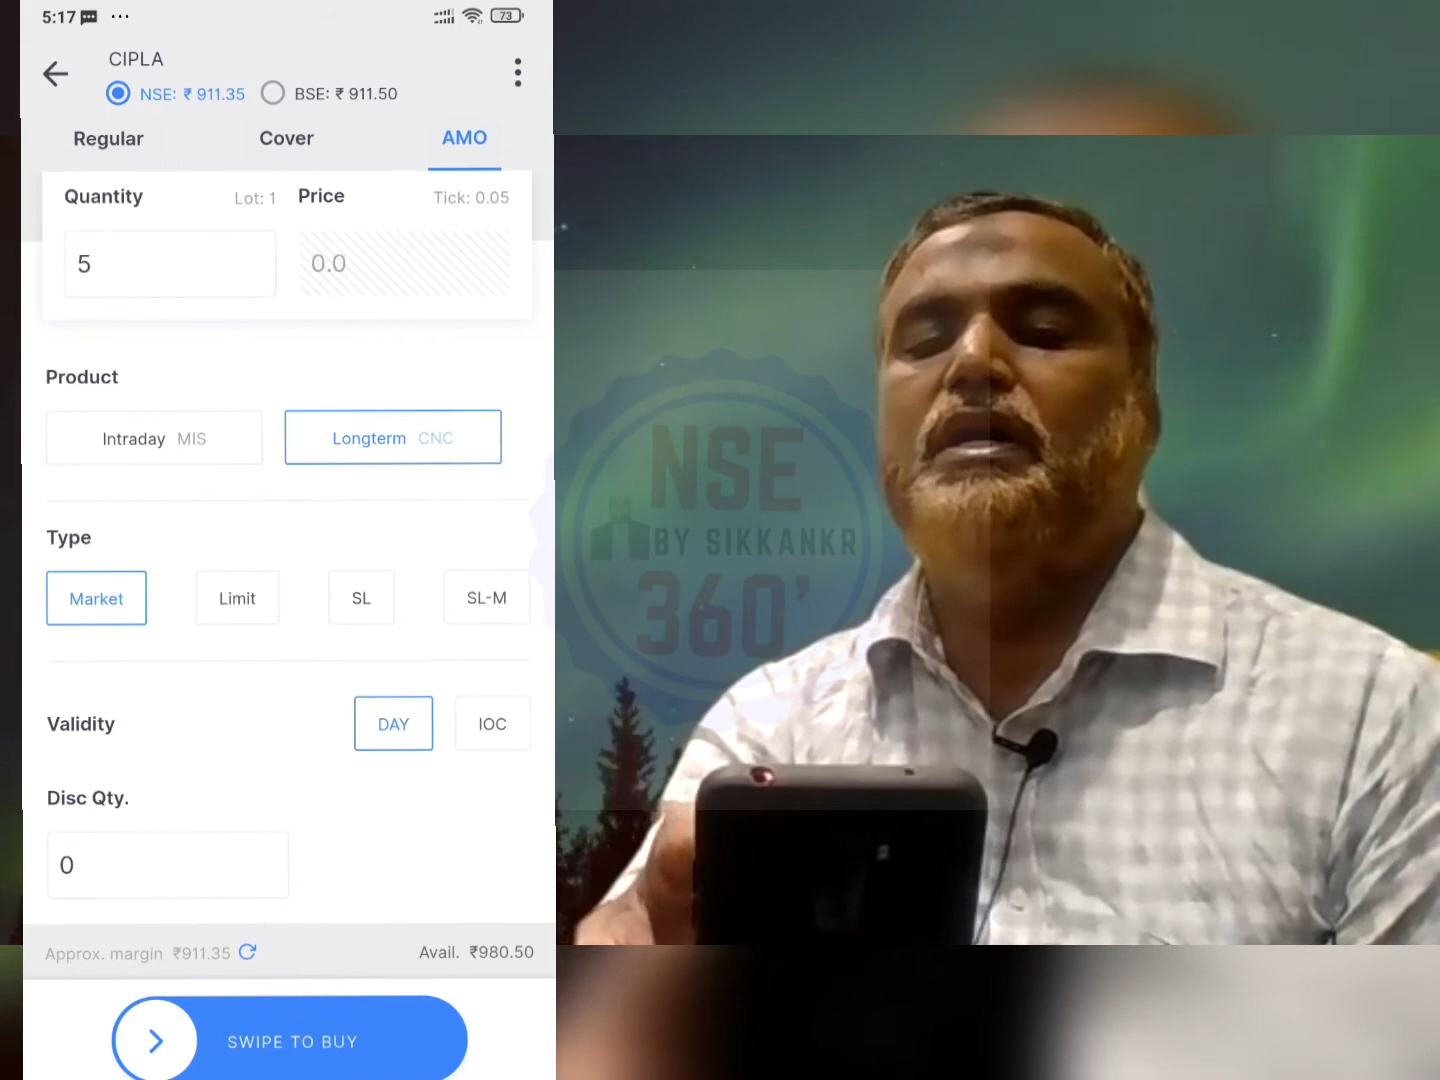 5:17 ... 73
CIPLA
NSE: ₹ 911.35 BSE: ₹ 911.50
Regular Cover AMO
Quantity Lot: 1 Price Tick: 0.05
5 0.0
Product
Intraday MIS Longterm CNC
Type
Market Limit SL SL-M
Validity DAY IOC
Disc Qty.
0
Approx. margin ₹911.35 Avail. ₹980.50
SWIPE TO BUY
NSE
BY SIKKANKR
360'